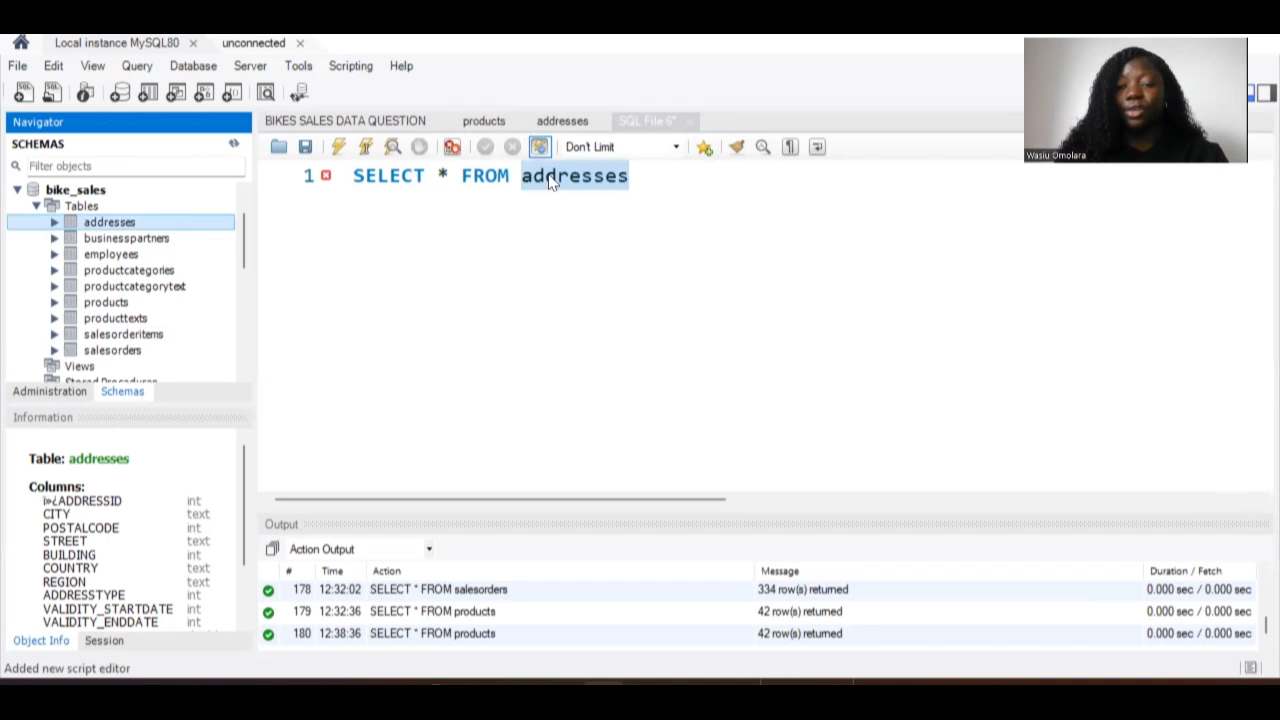 Local instance MySQL80 ×
unconnected ×
File Edit View Query Database Server Tools Scripting Help
Navigator
SCHEMAS
Filter objects
bike_sales
Tables
addresses
businesspartners
employees
productcategories
productcategorytext
products
producttexts
salesorderitems
salesorders
Views
Stored Procedures
Administration Schemas
Information
Table: addresses
Columns:
ï»¿ADDRESSID int
CITY text
POSTALCODE int
STREET text
BUILDING int
COUNTRY text
REGION text
ADDRESSTYPE int
VALIDITY_STARTDATE int
VALIDITY_ENDDATE int
Object Info Session
Added new script editor
BIKES SALES DATA QUESTION products addresses SQL File 6* ×
Don't Limit
1 SELECT * FROM addresses
Output
Action Output
# Time Action Message Duration / Fetch
178 12:32:02 SELECT * FROM salesorders 334 row(s) returned 0.000 sec / 0.000 sec
179 12:32:36 SELECT * FROM products 42 row(s) returned 0.000 sec / 0.000 sec
180 12:38:36 SELECT * FROM products 42 row(s) returned 0.000 sec / 0.000 sec
Wasiu Omolara